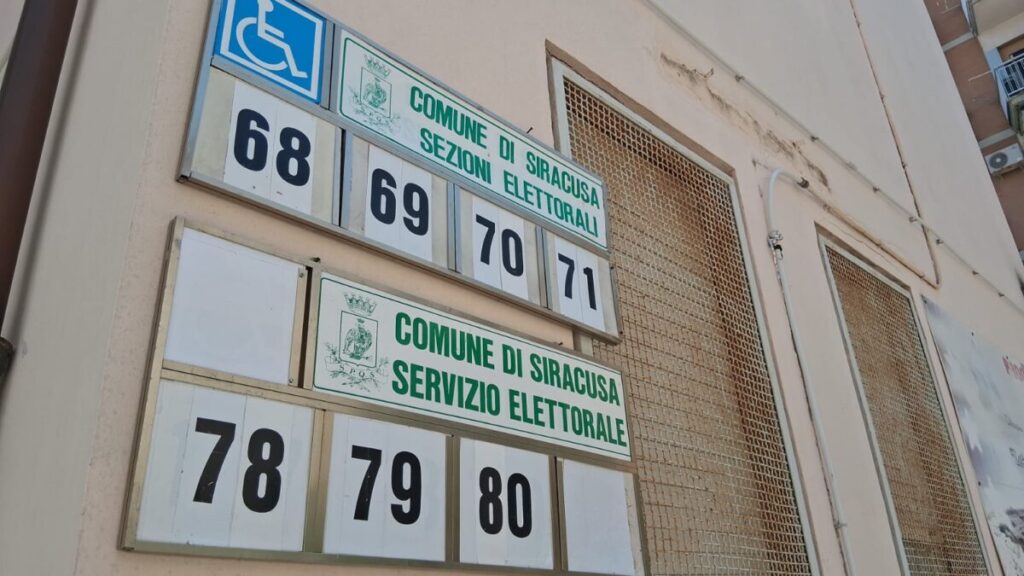 COMUNE DI SIRACUSA
SEZIONI ELETTORALI
68 69 70 71
COMUNE DI SIRACUSA
SERVIZIO ELETTORALE
78 79 80